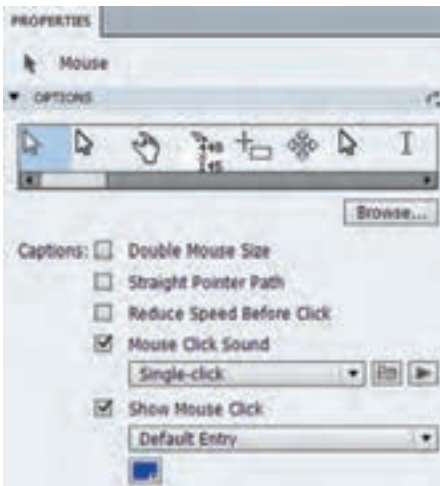 PROPERTIES
Mouse
OPTIONS
Browse...
Captions: Double Mouse Size
Straight Pointer Path
Reduce Speed Before Click
Mouse Click Sound
Single-click
Show Mouse Click
Default Entry